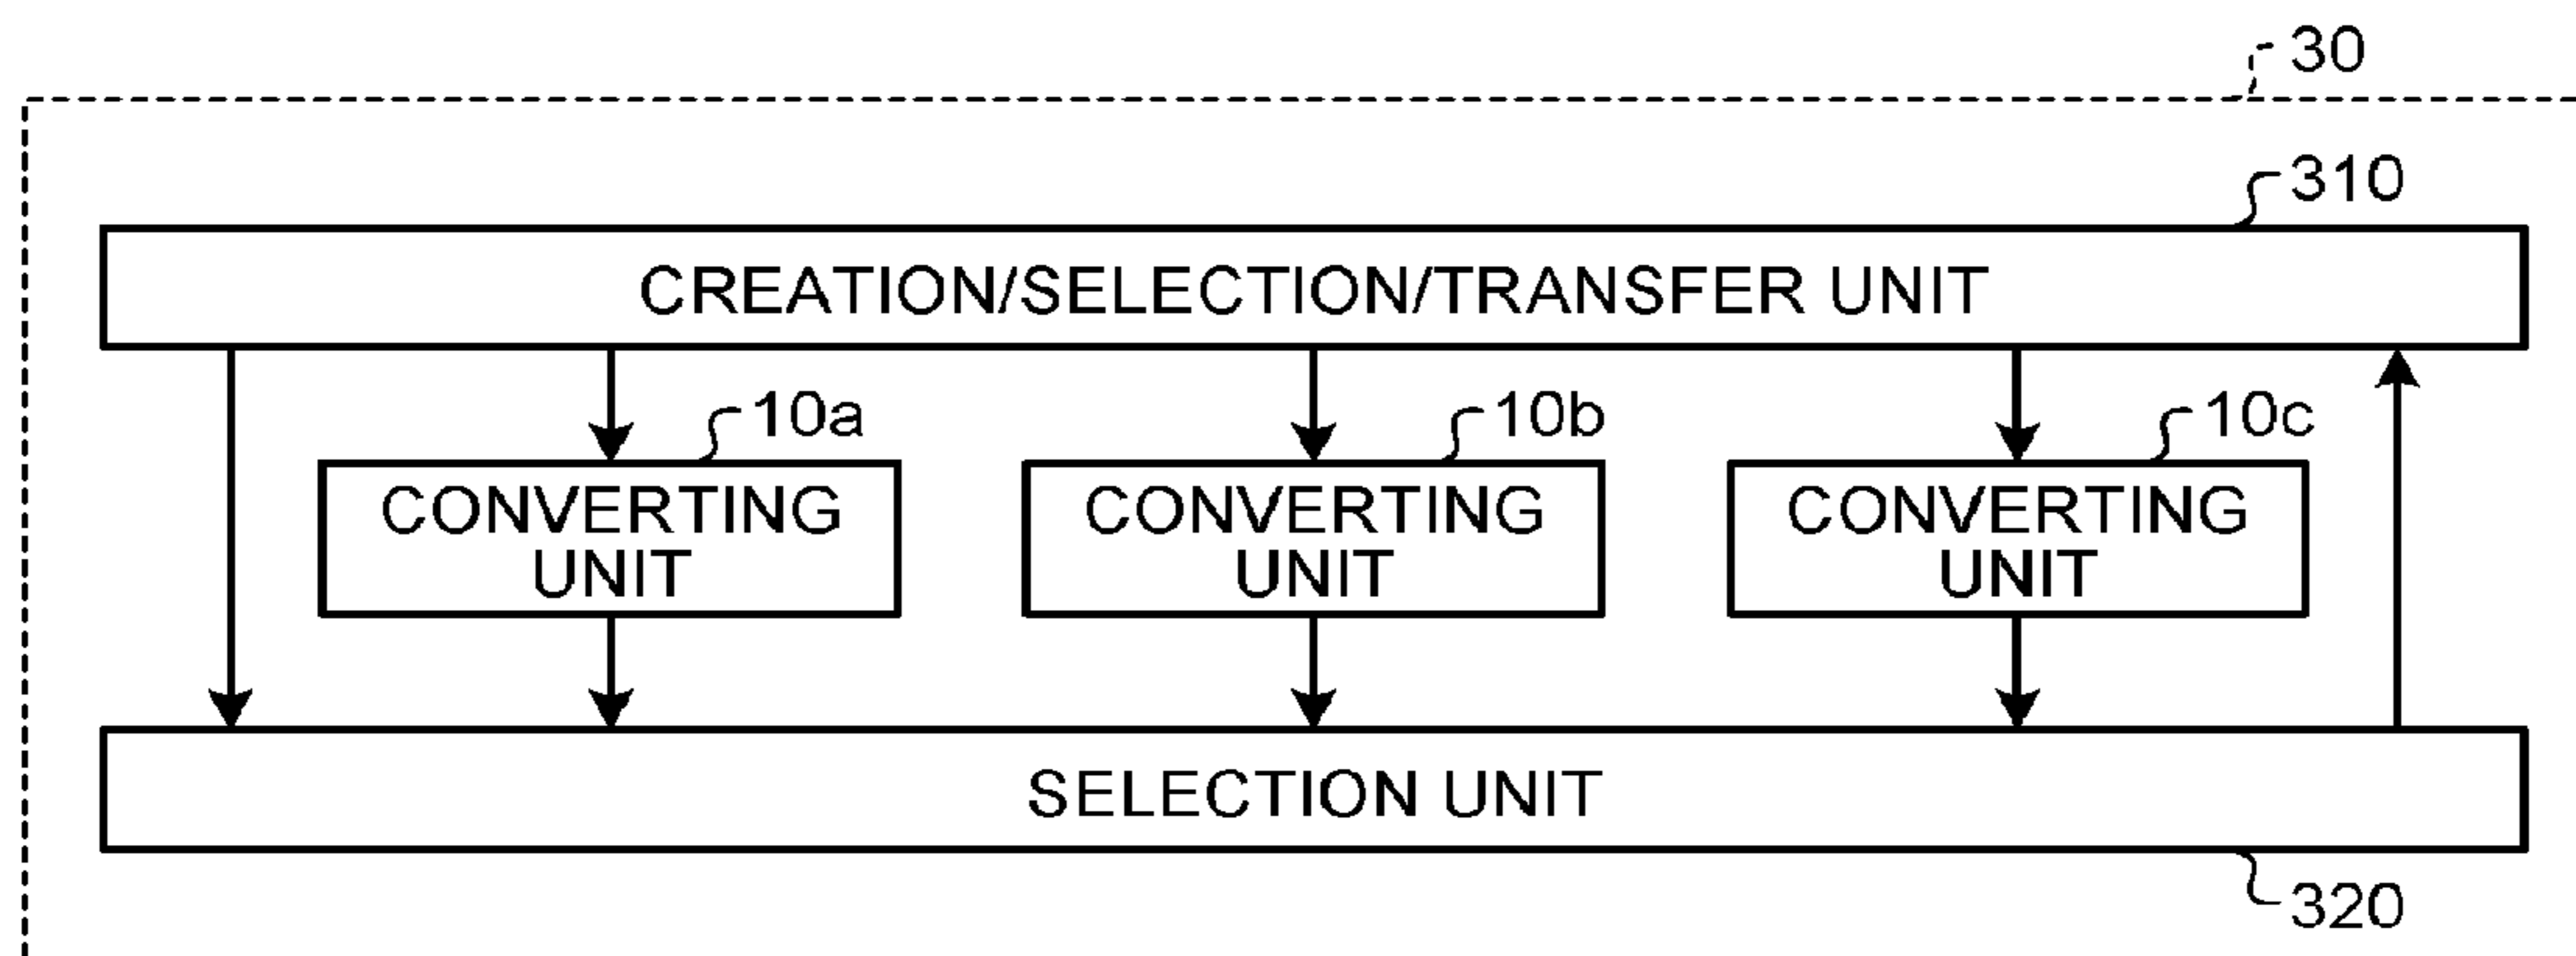 30
310
CREATION/SELECTION/TRANSFER UNIT
10a
10b
10c
CONVERTING
UNIT
CONVERTING
UNIT
CONVERTING
UNIT
SELECTION UNIT
320